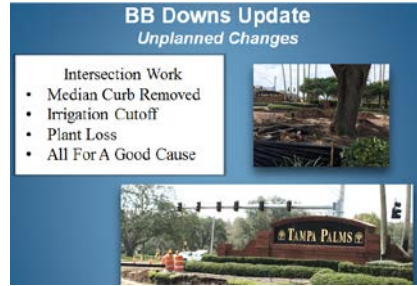 BB Downs Update
Unplanned Changes
Intersection Work
• Median Curb Removed
• Irrigation Cutoff
• Plant Loss
• All For A Good Cause
TAMPA PALMS